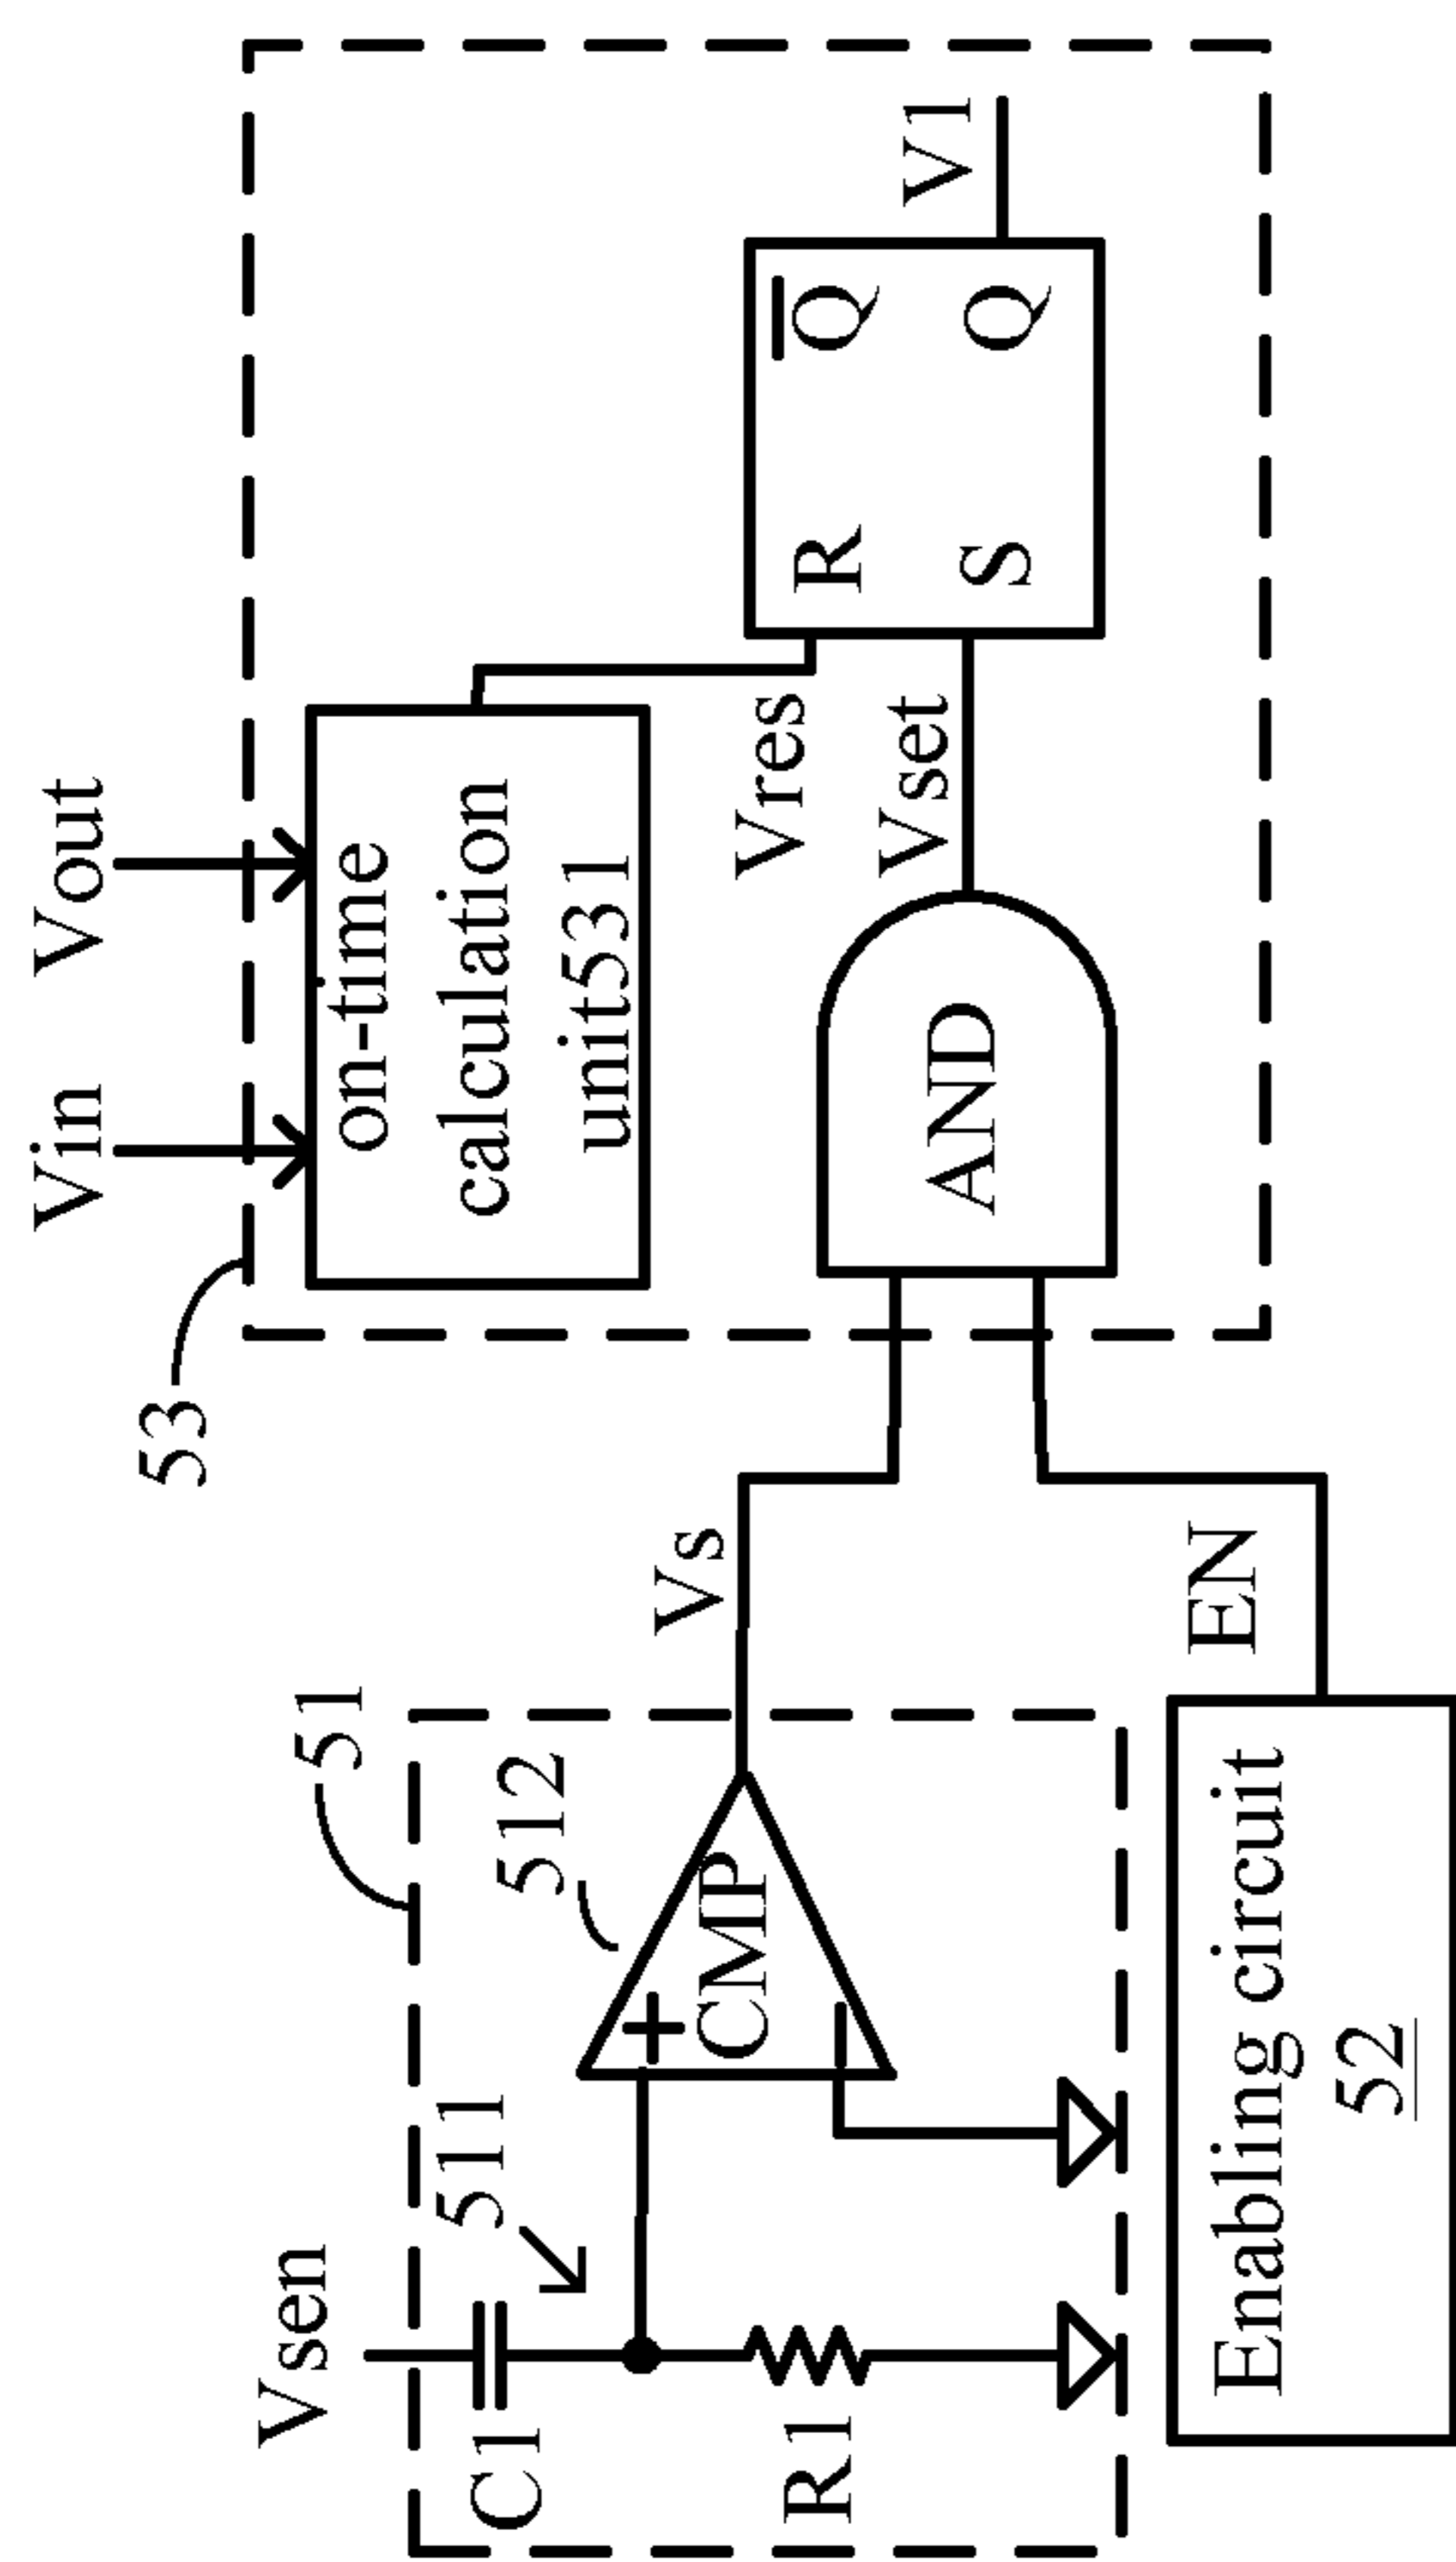 Vin
Vout
53
on-time
calculation
unit531
Vres
Vset
R
Q
S
Q
V1
AND
Vs
EN
Vsen
51
511
512
C1
R1
+
CMP
−
Enabling circuit
52